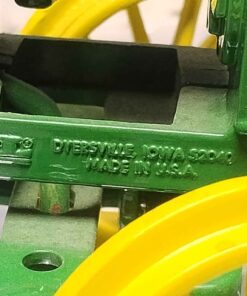 DYERSVILLE, IOWA 52040
MADE IN U.S.A.